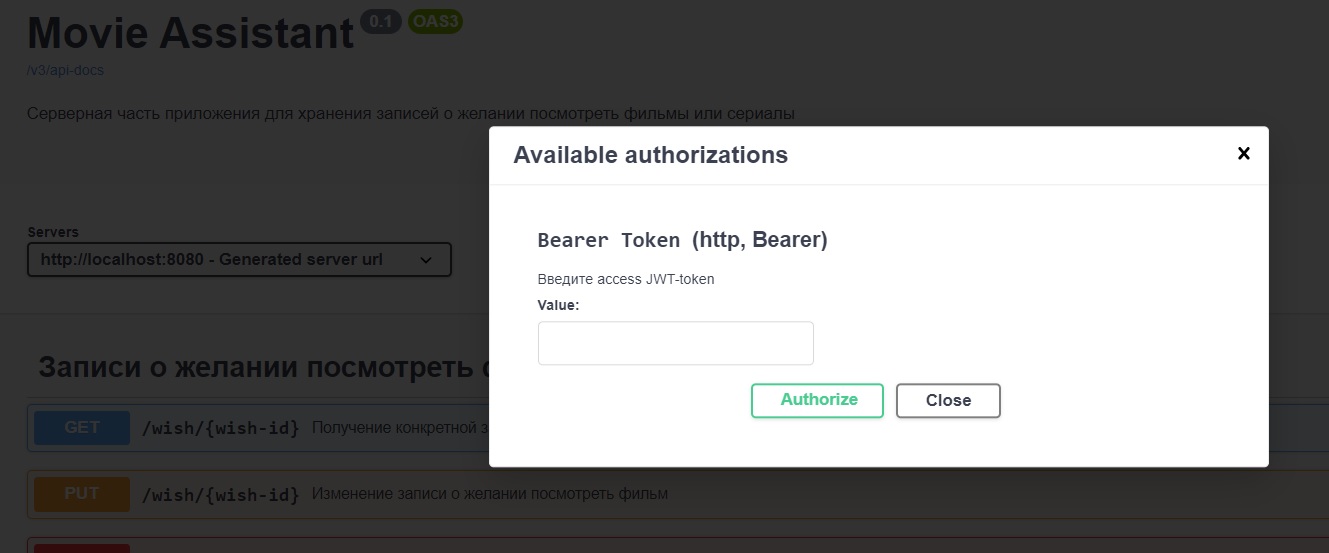 Movie Assistant 0.1 OAS3
/v3/api-docs
Серверная часть приложения для хранения записей о желании посмотреть фильмы или сериалы
Available authorizations
Bearer Token (http, Bearer)
Введите access JWT-token
Value:
Authorize Close
Servers
http://localhost:8080 - Generated server url
Записи о желании посмотреть
GET /wish/{wish-id} Получение конкретной
PUT /wish/{wish-id} Изменение записи о желании посмотреть фильм